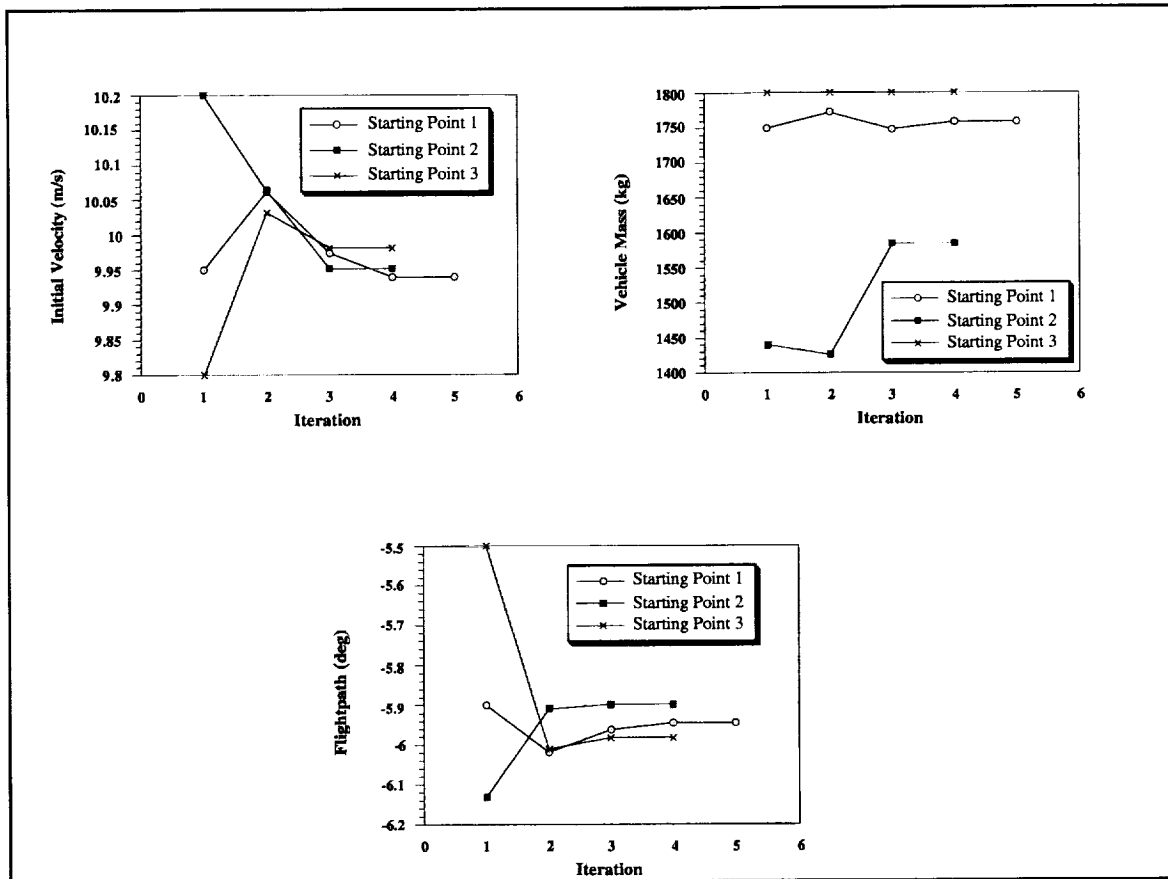 10.2
10.15
10.1
10.05
10
9.95
9.9
9.85
9.8
Initial Velocity (m/s)
Starting Point 1
Starting Point 2
Starting Point 3
0 1 2 3 4 5 6
Iteration
1800
1750
1700
1600
1550
1500
1450
1400
Vehicle Mass (kg)
Starting Point 1
Starting Point 2
Starting Point 3
0 1 2 3 4 5 6
Iteration
-5.5
-5.6
-5.7
-5.8
-5.9
-6
-6.1
-6.2
Flightpath (deg)
Starting Point 1
Starting Point 2
Starting Point 3
0 1 2 3 4 5 6
Iteration